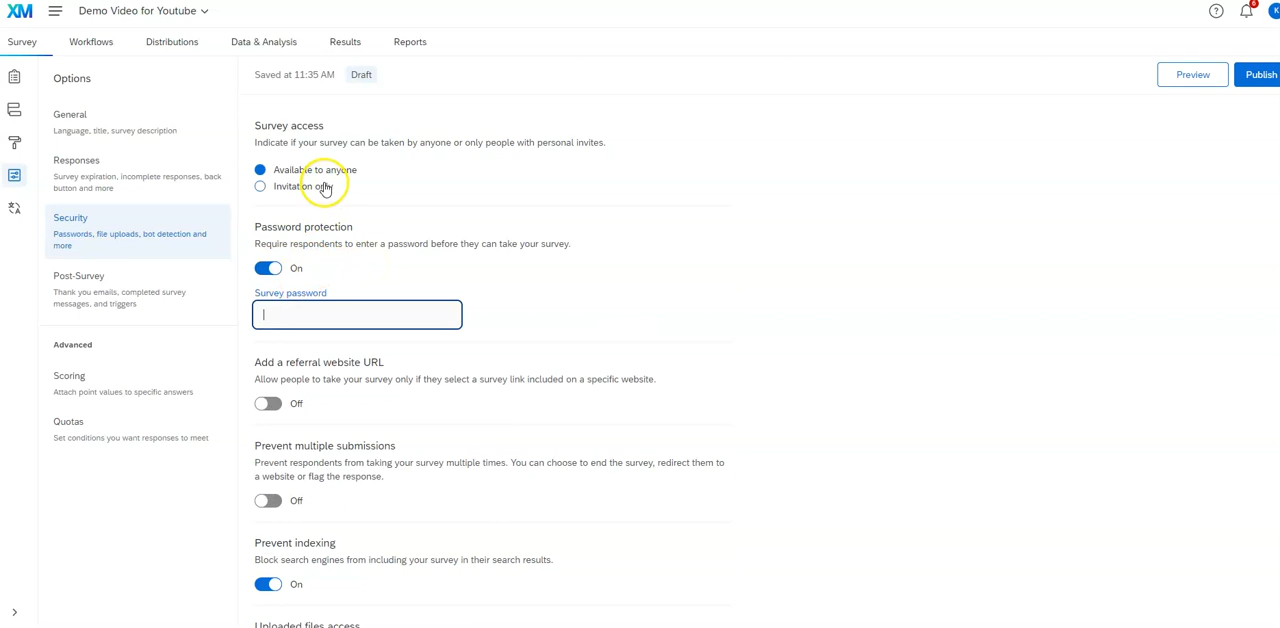 XM
Demo Video for Youtube
6
K
Survey
Workflows
Distributions
Data & Analysis
Results
Reports
Options
Saved at 11:35 AM
Draft
Preview
Publish
General
Language, title, survey description
Responses
Survey expiration, incomplete responses, back
button and more
Security
Passwords, file uploads, bot detection and
more
Post-Survey
Thank you emails, completed survey
messages, and triggers
Advanced
Scoring
Attach point values to specific answers
Quotas
Set conditions you want responses to meet
Survey access
Indicate if your survey can be taken by anyone or only people with personal invites.
Available to anyone
Invitation only
Password protection
Require respondents to enter a password before they can take your survey.
On
Survey password
Add a referral website URL
Allow people to take your survey only if they select a survey link included on a specific website.
Off
Prevent multiple submissions
Prevent respondents from taking your survey multiple times. You can choose to end the survey, redirect them to
a website or flag the response.
Off
Prevent indexing
Block search engines from including your survey in their search results.
On
Uploaded files access